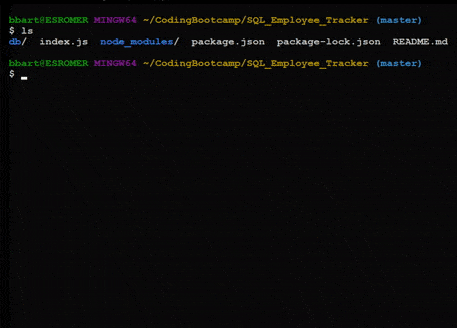 bbart@ESROMER MINGW64 ~/CodingBootcamp/SQL_Employee_Tracker (master)
$ ls
db/ index.js node_modules/ package.json package-lock.json README.md
bbart@ESROMER MINGW64 ~/CodingBootcamp/SQL_Employee_Tracker (master)
$